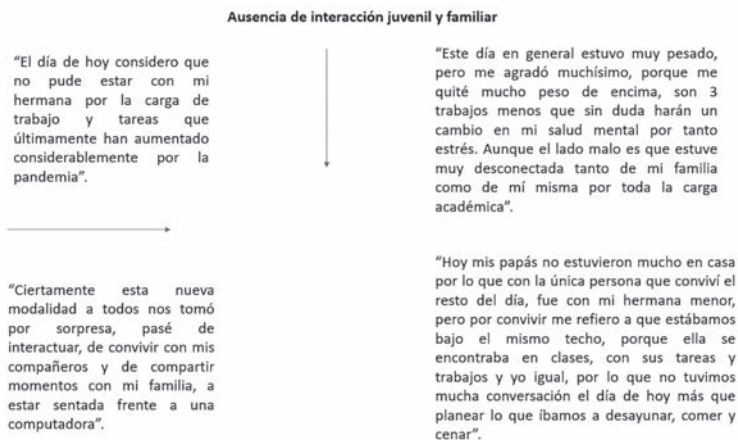 Ausencia de interacción juvenil y familiar
“El día de hoy considero que
no pude estar con mi
hermana por la carga de
trabajo y tareas que
últimamente han aumentado
considerablemente por la
pandemia”.
“Este día en general estuvo muy pesado,
pero me agradó muchísimo, porque me
quité mucho peso de encima, son 3
trabajos menos que sin duda harán un
cambio en mi salud mental por tanto
estrés. Aunque el lado malo es que estuve
muy desconectada tanto de mi familia
como de mí misma por toda la carga
académica”.
“Ciertamente esta nueva
modalidad a todos nos tomó
por sorpresa, pasé de
interactuar, de convivir con mis
compañeros y de compartir
momentos con mi familia, a
estar sentada frente a una
computadora”.
“Hoy mis papás no estuvieron mucho en casa
por lo que con la única persona que conviví el
resto del día, fue con mi hermana menor,
pero por convivir me refiero a que estábamos
bajo el mismo techo, porque ella se
encontraba en clases, con sus tareas y
trabajos y yo igual, por lo que no tuvimos
mucha conversación el día de hoy más que
planear lo que íbamos a desayunar, comer y
cenar”.